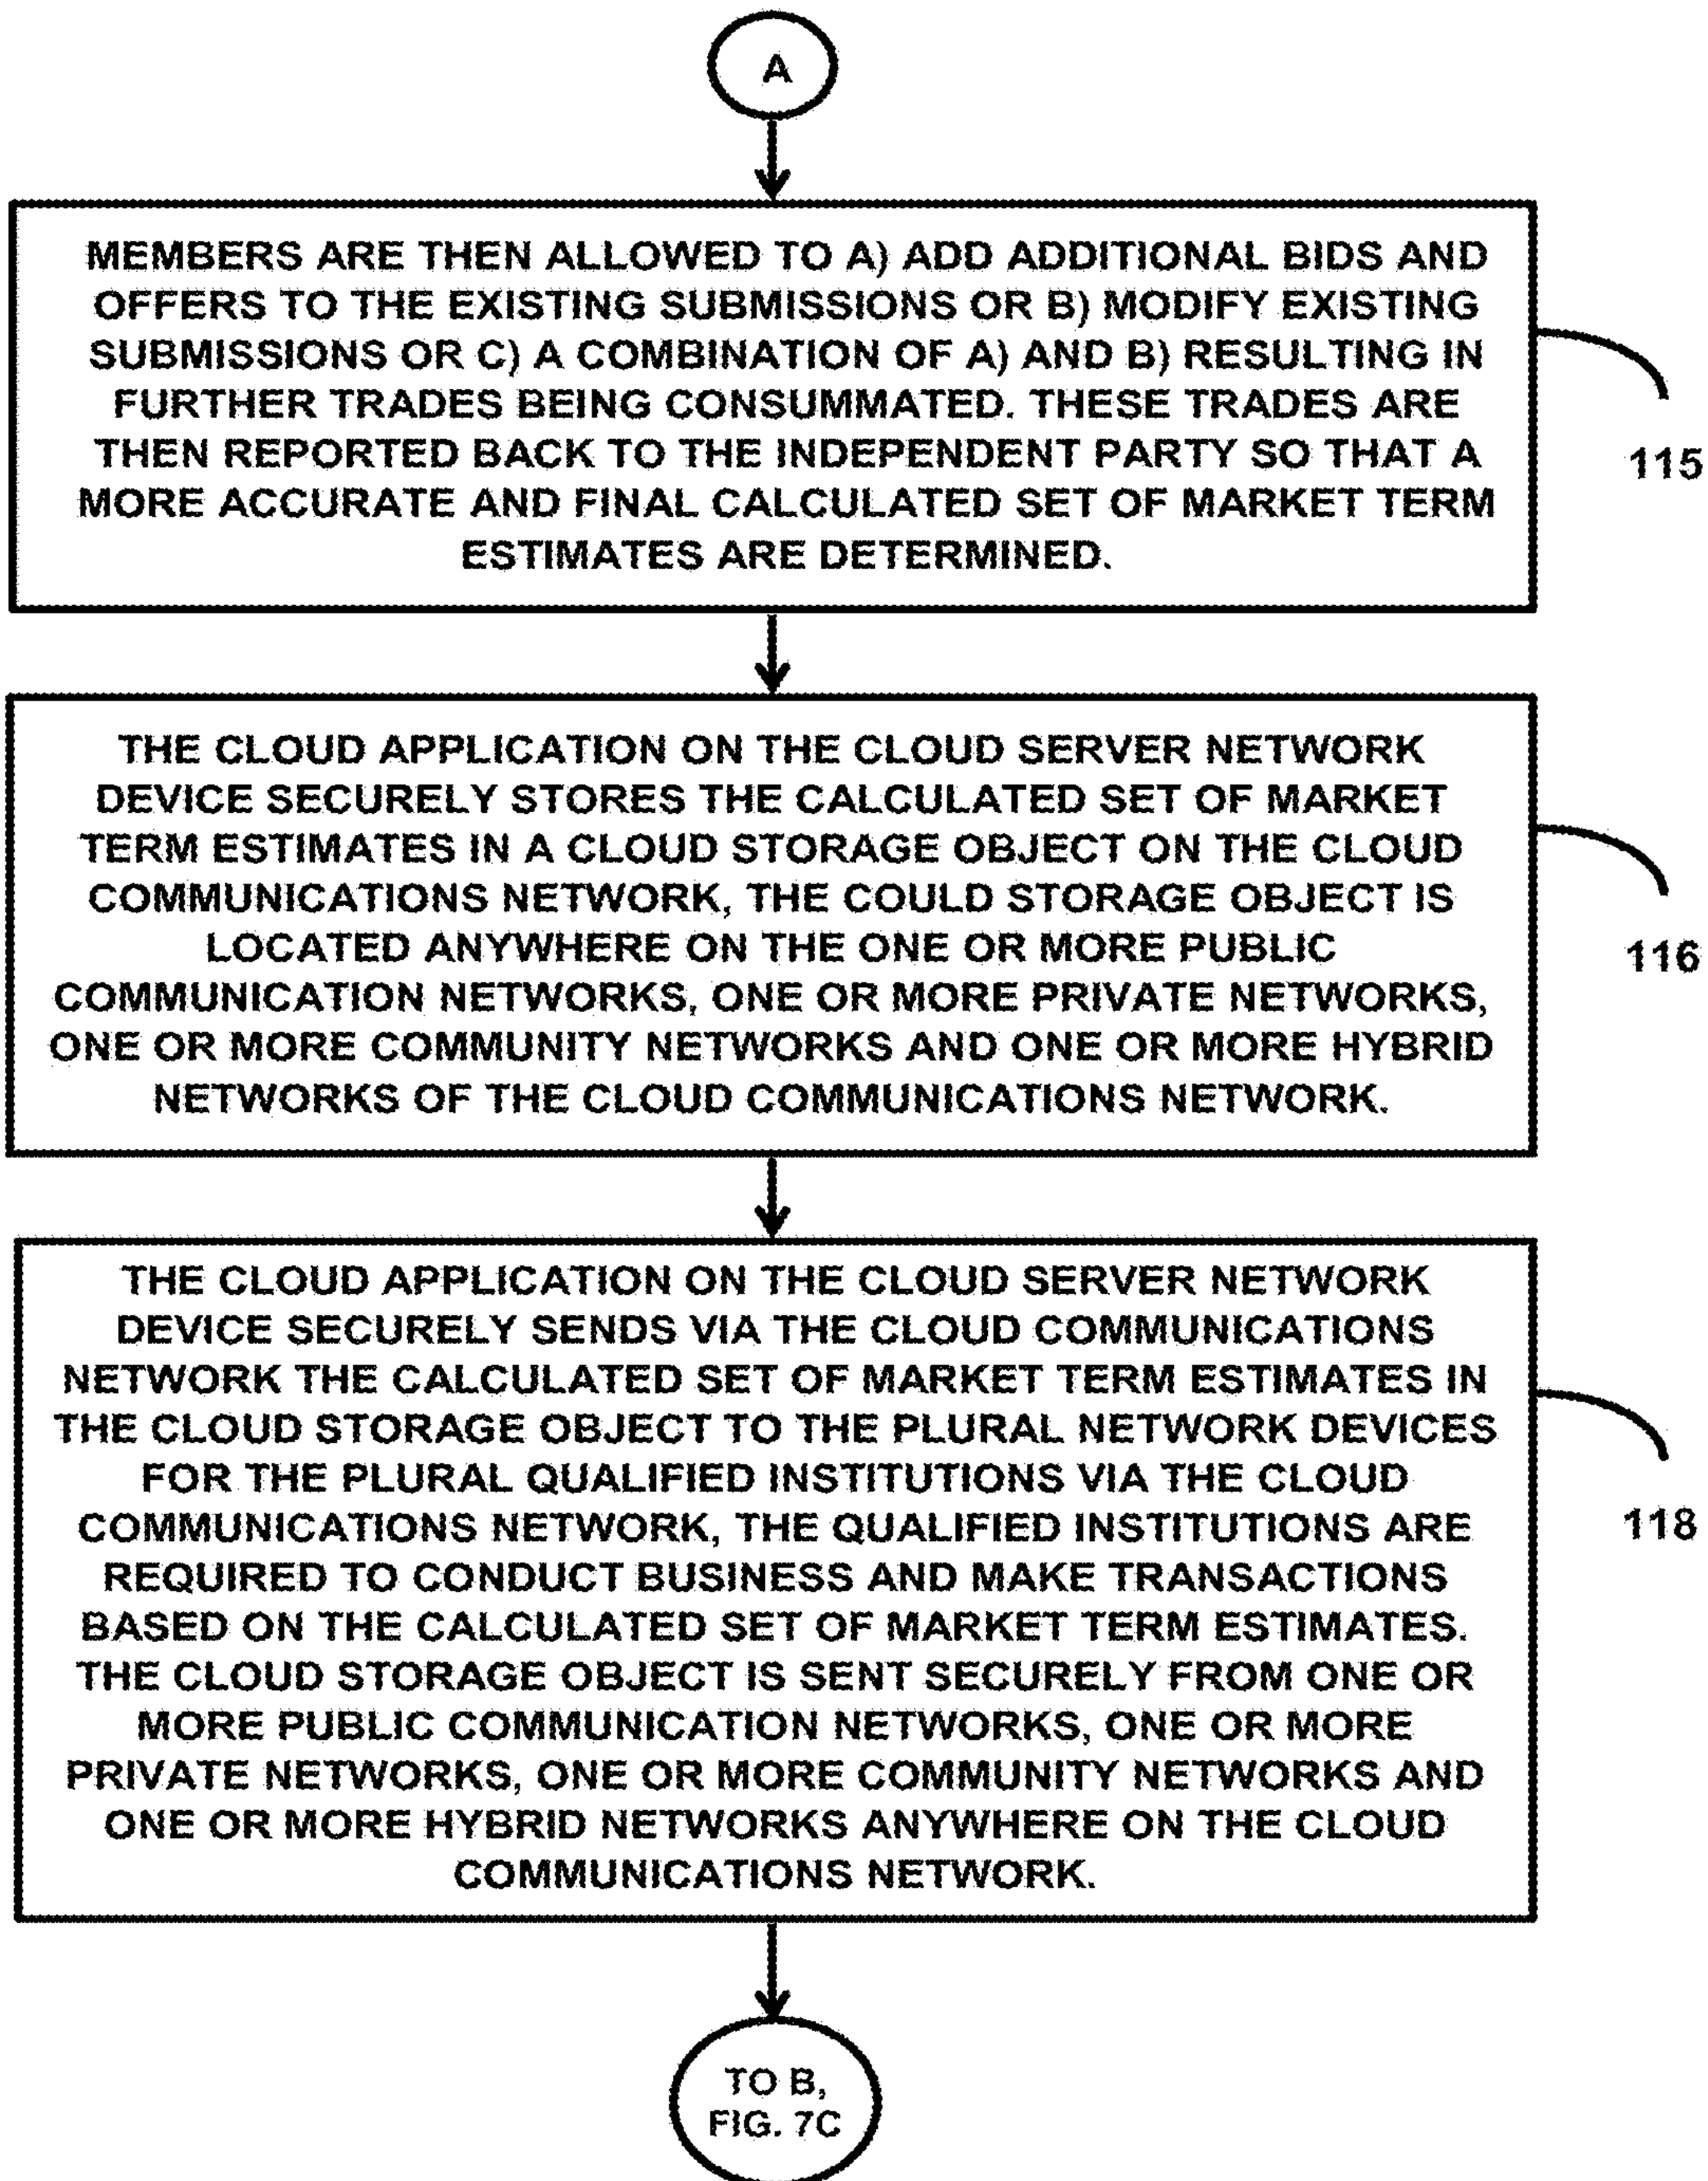 A
MEMBERS ARE THEN ALLOWED TO A) ADD ADDITIONAL BIDS AND
OFFERS TO THE EXISTING SUBMISSIONS OR B) MODIFY EXISTING
SUBMISSIONS OR C) A COMBINATION OF A) AND B) RESULTING IN
FURTHER TRADES BEING CONSUMMATED. THESE TRADES ARE
THEN REPORTED BACK TO THE INDEPENDENT PARTY SO THAT A
MORE ACCURATE AND FINAL CALCULATED SET OF MARKET TERM
ESTIMATES ARE DETERMINED.
115
THE CLOUD APPLICATION ON THE CLOUD SERVER NETWORK
DEVICE SECURELY STORES THE CALCULATED SET OF MARKET
TERM ESTIMATES IN A CLOUD STORAGE OBJECT ON THE CLOUD
COMMUNICATIONS NETWORK, THE COULD STORAGE OBJECT IS
LOCATED ANYWHERE ON THE ONE OR MORE PUBLIC
COMMUNICATION NETWORKS, ONE OR MORE PRIVATE NETWORKS,
ONE OR MORE COMMUNITY NETWORKS AND ONE OR MORE HYBRID
NETWORKS OF THE CLOUD COMMUNICATIONS NETWORK.
116
THE CLOUD APPLICATION ON THE CLOUD SERVER NETWORK
DEVICE SECURELY SENDS VIA THE CLOUD COMMUNICATIONS
NETWORK THE CALCULATED SET OF MARKET TERM ESTIMATES IN
THE CLOUD STORAGE OBJECT TO THE PLURAL NETWORK DEVICES
FOR THE PLURAL QUALIFIED INSTITUTIONS VIA THE CLOUD
COMMUNICATIONS NETWORK, THE QUALIFIED INSTITUTIONS ARE
REQUIRED TO CONDUCT BUSINESS AND MAKE TRANSACTIONS
BASED ON THE CALCULATED SET OF MARKET TERM ESTIMATES.
THE CLOUD STORAGE OBJECT IS SENT SECURELY FROM ONE OR
MORE PUBLIC COMMUNICATION NETWORKS, ONE OR MORE
PRIVATE NETWORKS, ONE OR MORE COMMUNITY NETWORKS AND
ONE OR MORE HYBRID NETWORKS ANYWHERE ON THE CLOUD
COMMUNICATIONS NETWORK.
118
TO B,
FIG. 7C